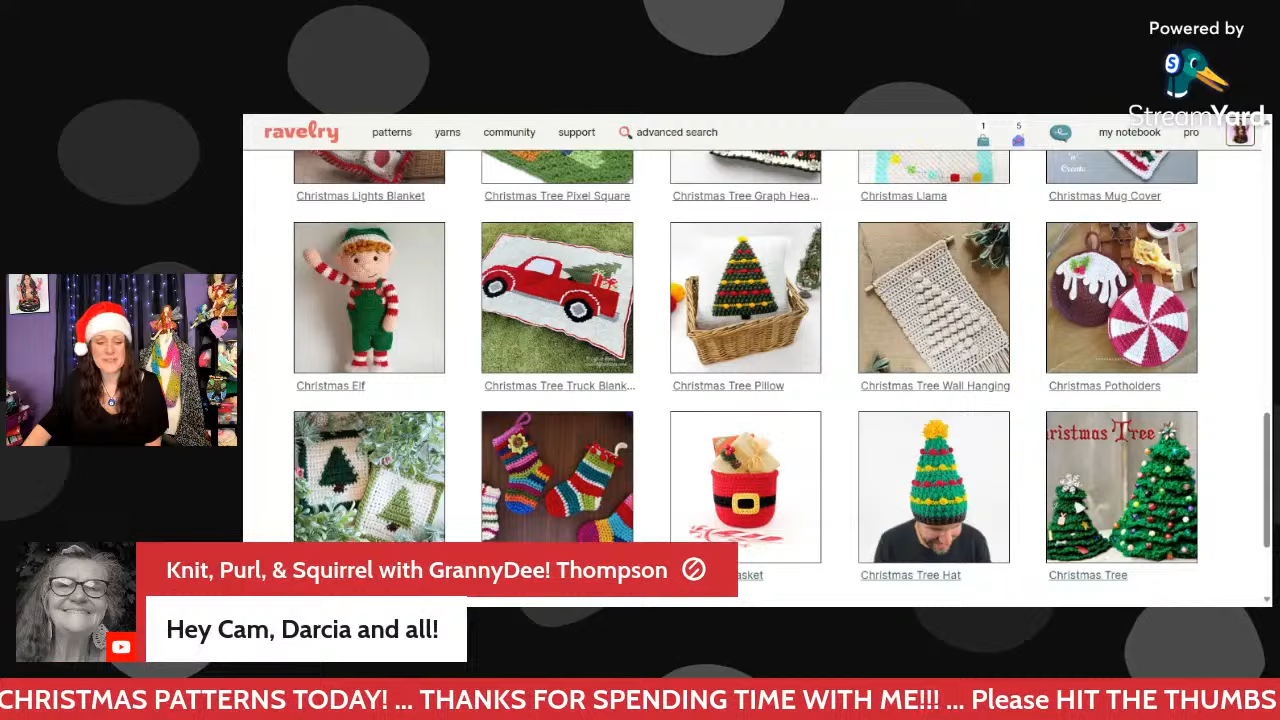 Powered by
StreamYard
ravelry patterns yarns community support advanced search 1 5 my notebook pro
Create
Christmas Lights Blanket Christmas Tree Pixel Square Christmas Tree Graph Hea... Christmas Llama Christmas Mug Cover
Christmas Elf Christmas Tree Truck Blank... Christmas Tree Pillow Christmas Tree Wall Hanging Christmas Potholders
ristmas Tree
asket Christmas Tree Hat Christmas Tree
Knit, Purl, & Squirrel with GrannyDee! Thompson
Hey Cam, Darcia and all!
CHRISTMAS PATTERNS TODAY! ... THANKS FOR SPENDING TIME WITH ME!!! ... Please HIT THE THUMBS